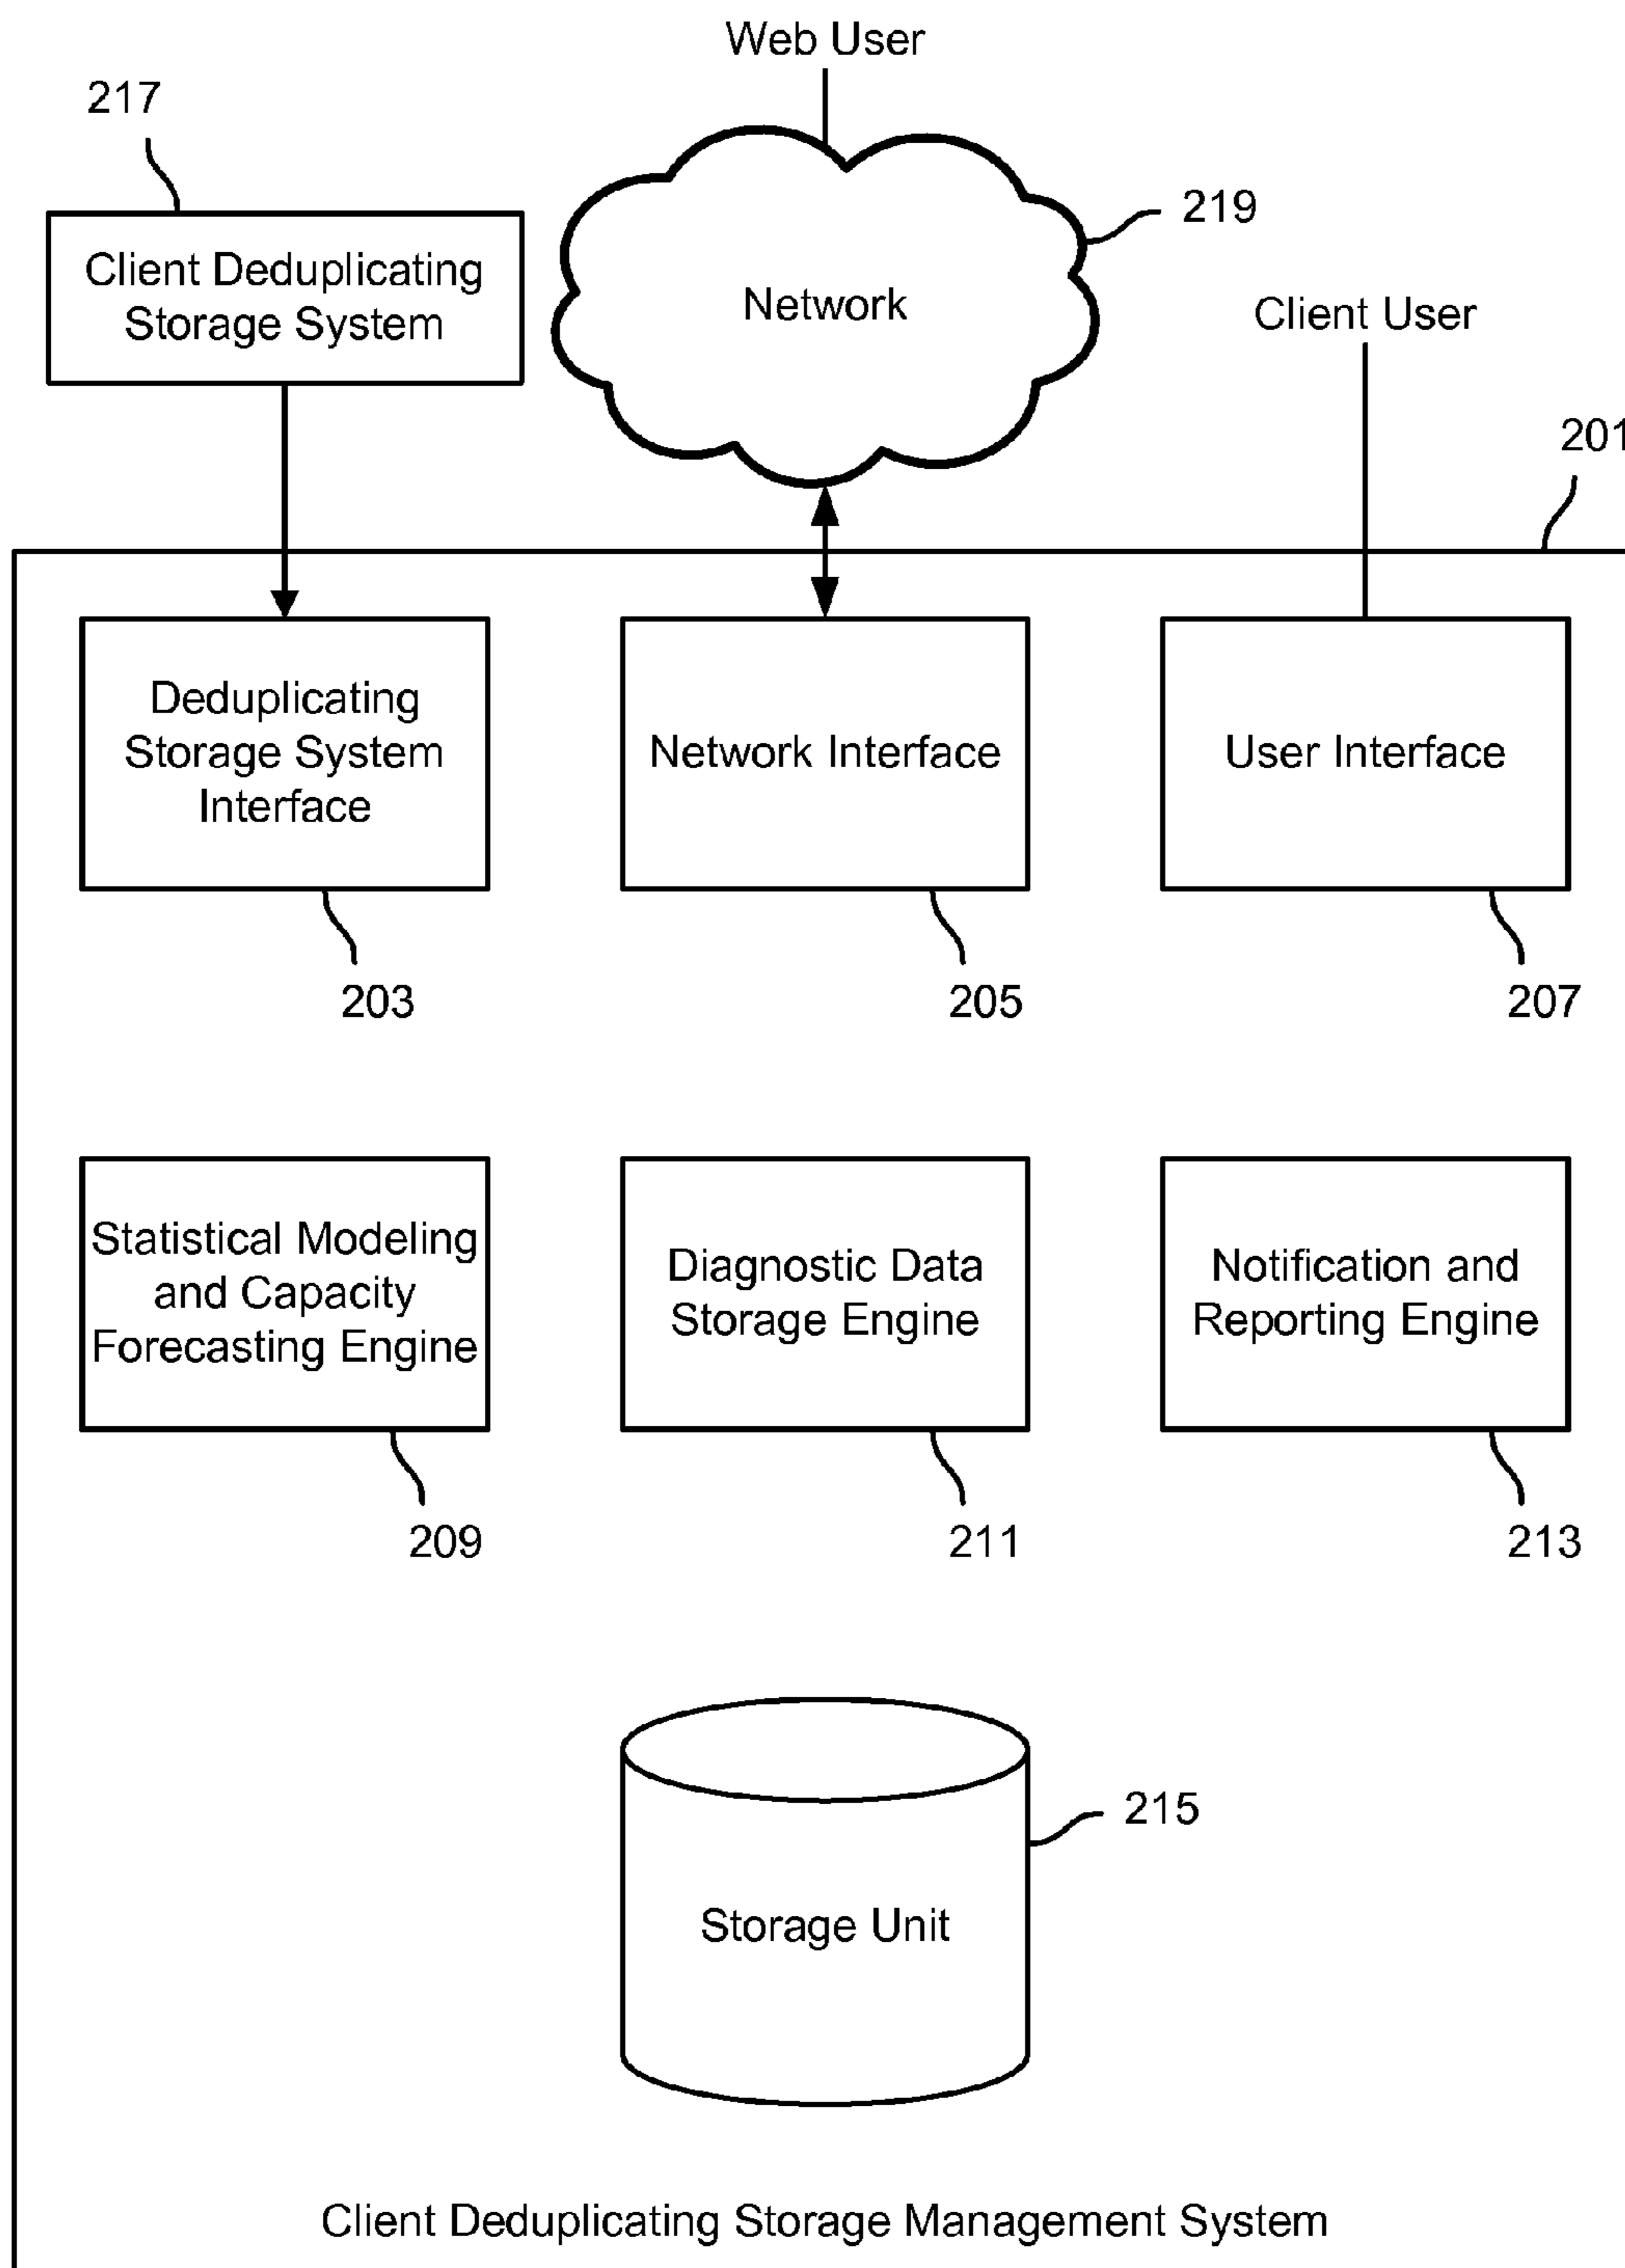 Web User
217
219
Client Deduplicating
Storage System
Network
Client User
201
Deduplicating
Storage System
Interface
Network Interface
User Interface
203
205
207
Statistical Modeling
and Capacity
Forecasting Engine
Diagnostic Data
Storage Engine
Notification and
Reporting Engine
209
211
213
215
Storage Unit
Client Deduplicating Storage Management System